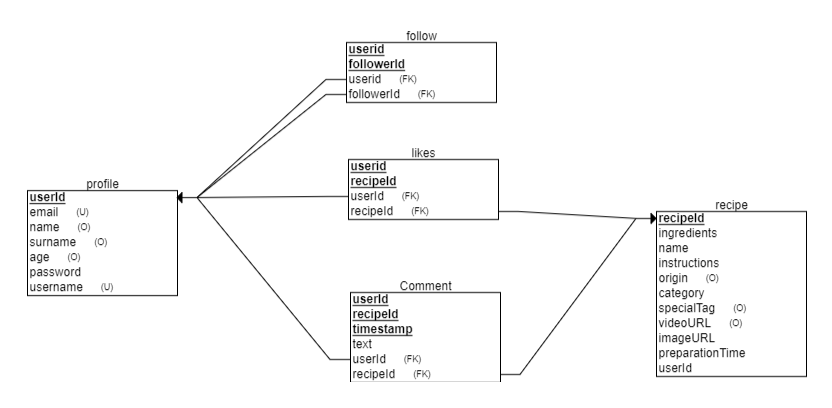 follow
userid
followerId
userid (FK)
followerId (FK)
likes
userid
recipeId
userId (FK)
recipeId (FK)
profile
userId
email (U)
name (O)
surname (O)
age (O)
password
username (U)
recipe
recipeId
ingredients
name
instructions
origin (O)
category
specialTag (O)
videoURL (O)
imageURL
preparationTime
userId
Comment
userId
recipeId
timestamp
text
userId (FK)
recipeId (FK)